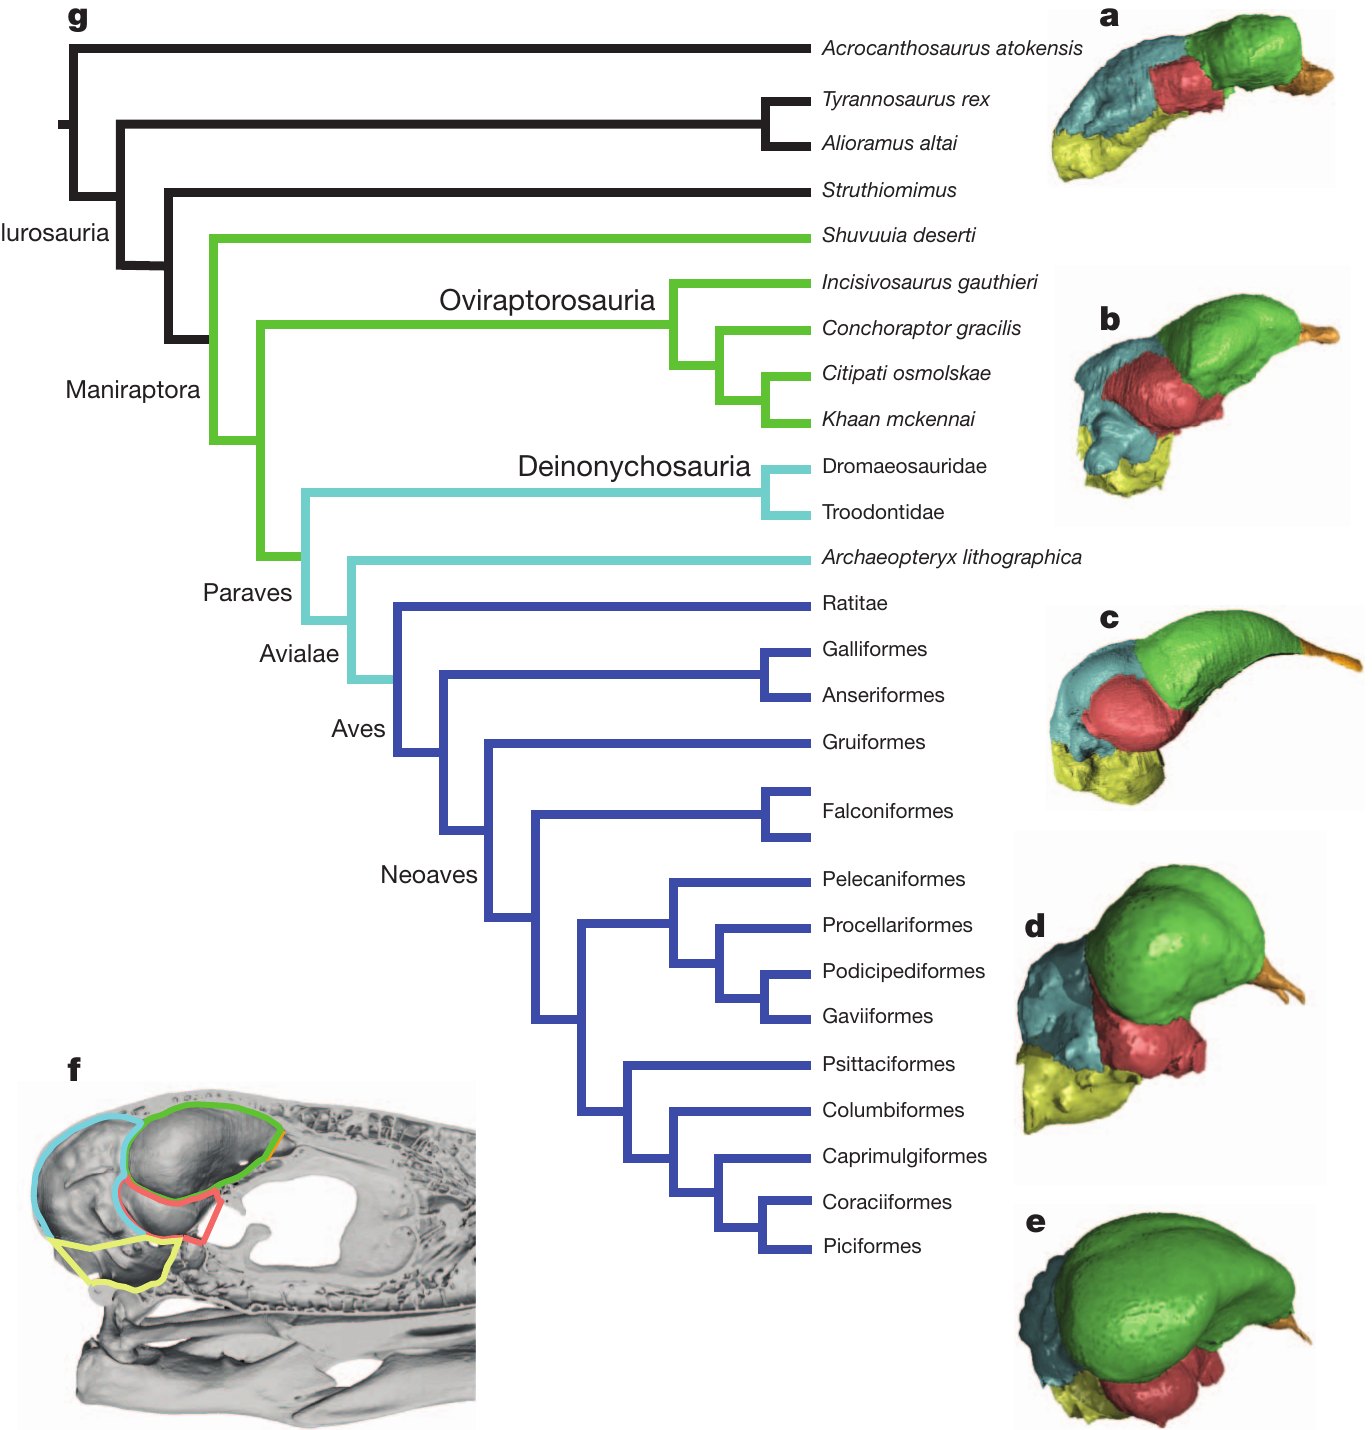 g
a
Acrocanthosaurus atokensis
Tyrannosaurus rex
Alioramus altai
Struthiomimus
lurosauria
Shuvuuia deserti
Incisivosaurus gauthieri
Oviraptorosauria
b
Conchoraptor gracilis
Citipati osmolskae
Maniraptora
Khaan mckennai
Deinonychosauria
Dromaeosauridae
Troodontidae
Archaeopteryx lithographica
Paraves
Ratitae
c
Avialae
Galliformes
Anseriformes
Aves
Gruiformes
Falconiformes
Neoaves
Pelecaniformes
Procellariformes
d
Podicipediformes
Gaviiformes
f
Psittaciformes
Columbiformes
Caprimulgiformes
Coraciiformes
e
Piciformes